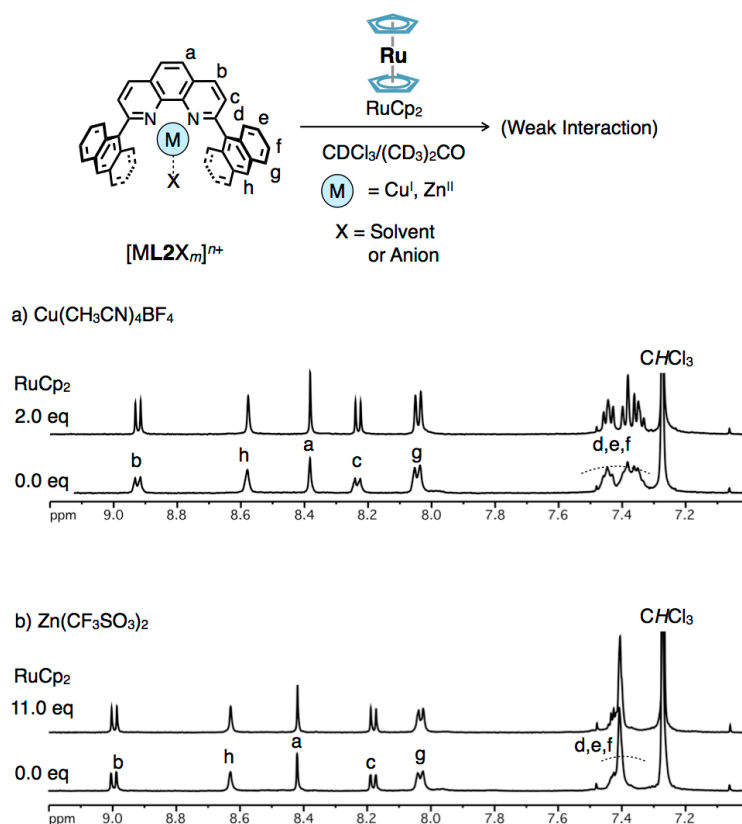 a
b
c
d
e
f
g
h
N
N
M
X
[ML2Xm]n+
Ru
RuCp2
CDCl3/(CD3)2CO
M = CuI, ZnII
X = Solvent
or Anion
(Weak Interaction)
a) Cu(CH3CN)4BF4
CHCl3
RuCp2
2.0 eq
d,e,f
b h a c g
0.0 eq
ppm 9.0 8.8 8.6 8.4 8.2 8.0 7.8 7.6 7.4 7.2
b) Zn(CF3SO3)2
CHCl3
RuCp2
11.0 eq
d,e,f
b h a c g
0.0 eq
ppm 9.0 8.8 8.6 8.4 8.2 8.0 7.8 7.6 7.4 7.2